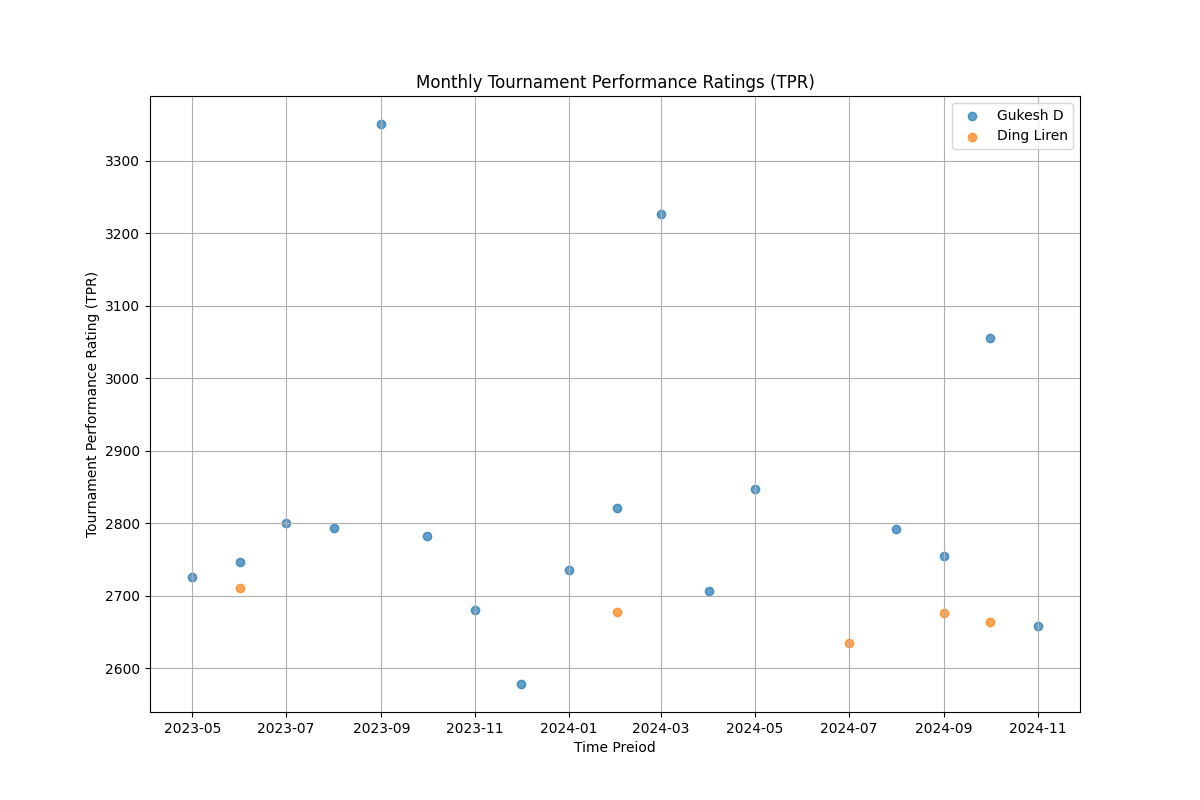 Monthly Tournament Performance Ratings (TPR)
Gukesh D
Ding Liren
Tournament Performance Rating (TPR)
3300
3200
3100
3000
2900
2800
2700
2600
2023-05 2023-07 2023-09 2023-11 2024-01 2024-03 2024-05 2024-07 2024-09 2024-11
Time Preiod